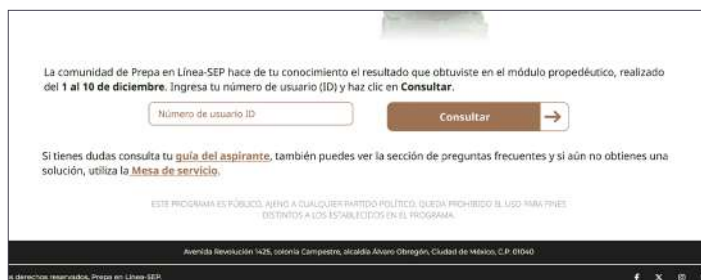 La comunidad de Prepa en Línea-SEP hace de tu conocimiento el resultado que obtuviste en el módulo propedéutico, realizado
del 1 al 10 de diciembre. Ingresa tu número de usuario (ID) y haz clic en Consultar.
Número de usuario ID
Consultar
Si tienes dudas consulta tu guía del aspirante, también puedes ver la sección de preguntas frecuentes y si aún no obtienes una
solución, utiliza la Mesa de servicio.
ESTE PROGRAMA ES PÚBLICO, AJENO A CUALQUIER PARTIDO POLÍTICO. QUEDA PROHIBIDO EL USO PARA FINES
DISTINTOS A LOS ESTABLECIDOS EN EL PROGRAMA.
Avenida Revolución 1425, colonia Campestre, alcaldía Álvaro Obregón, Ciudad de México, C.P. 01040
s derechos reservados, Prepa en Línea-SEP.